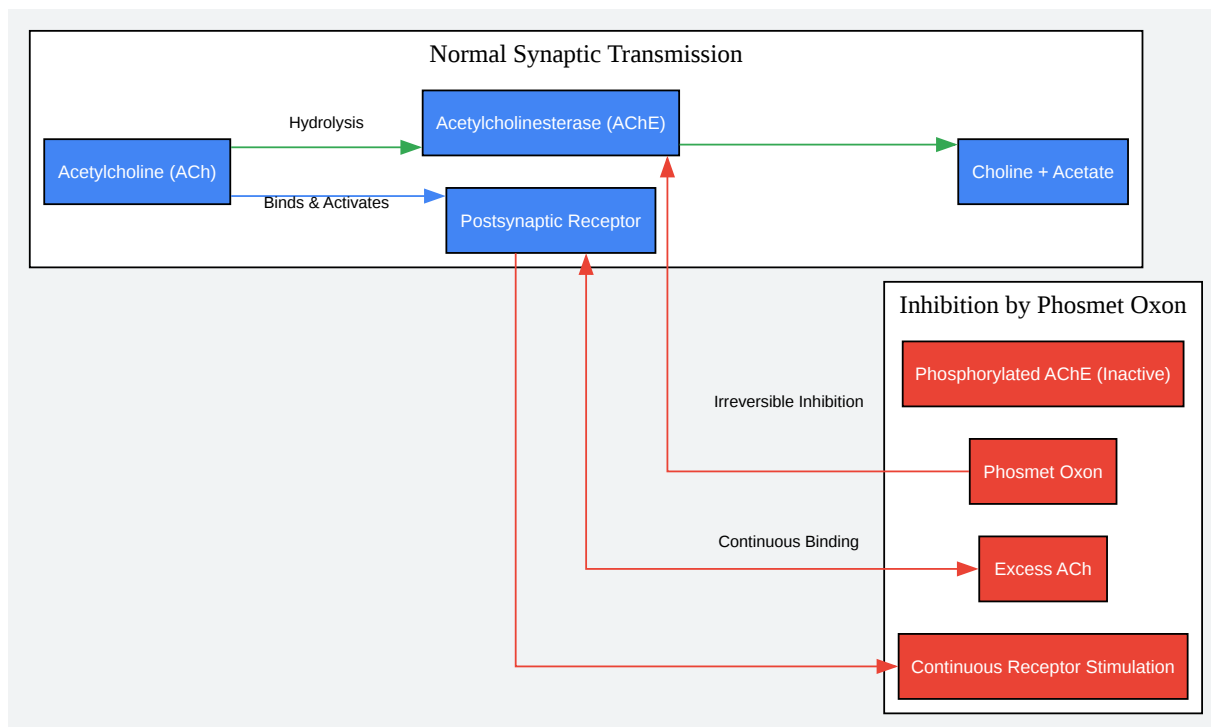 Normal Synaptic Transmission
Hydrolysis
Acetylcholinesterase (AChE)
Acetylcholine (ACh)
Choline + Acetate
Binds & Activates
Postsynaptic Receptor
Inhibition by Phosmet Oxon
Phosphorylated AChE (Inactive)
Irreversible Inhibition
Phosmet Oxon
Continuous Binding
Excess ACh
Continuous Receptor Stimulation